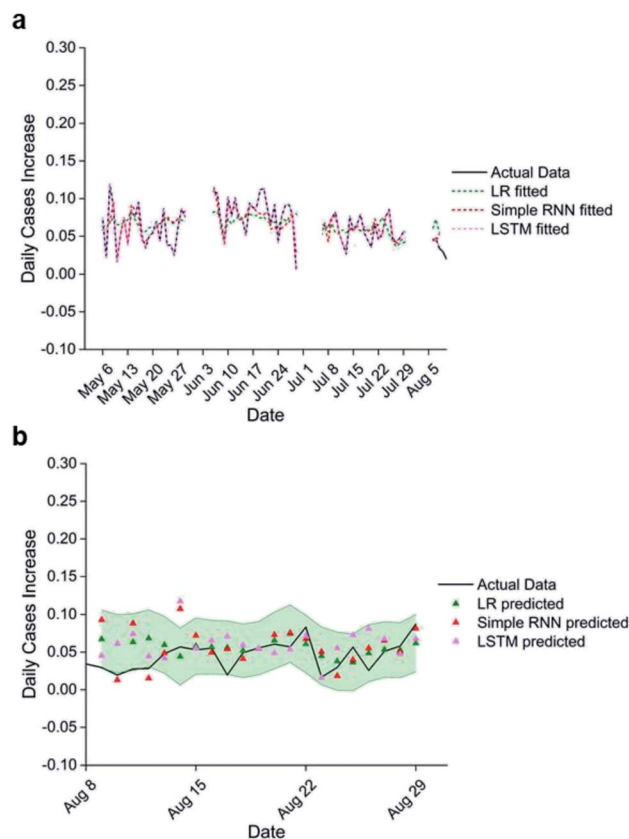 a
0.30
0.25
0.20
0.15
0.10
0.05
0.00
-0.05
-0.10
Daily Cases Increase
May 6
May 13
May 20
May 27
Jun 3
Jun 10
Jun 17
Jun 24
Jul 1
Jul 8
Jul 15
Jul 22
Jul 29
Aug 5
Date
Actual Data
LR fitted
Simple RNN fitted
LSTM fitted
b
0.30
0.25
0.20
0.15
0.10
0.05
0.00
-0.05
-0.10
Daily Cases Increase
Aug 8
Aug 15
Aug 22
Aug 29
Date
Actual Data
LR predicted
Simple RNN predicted
LSTM predicted